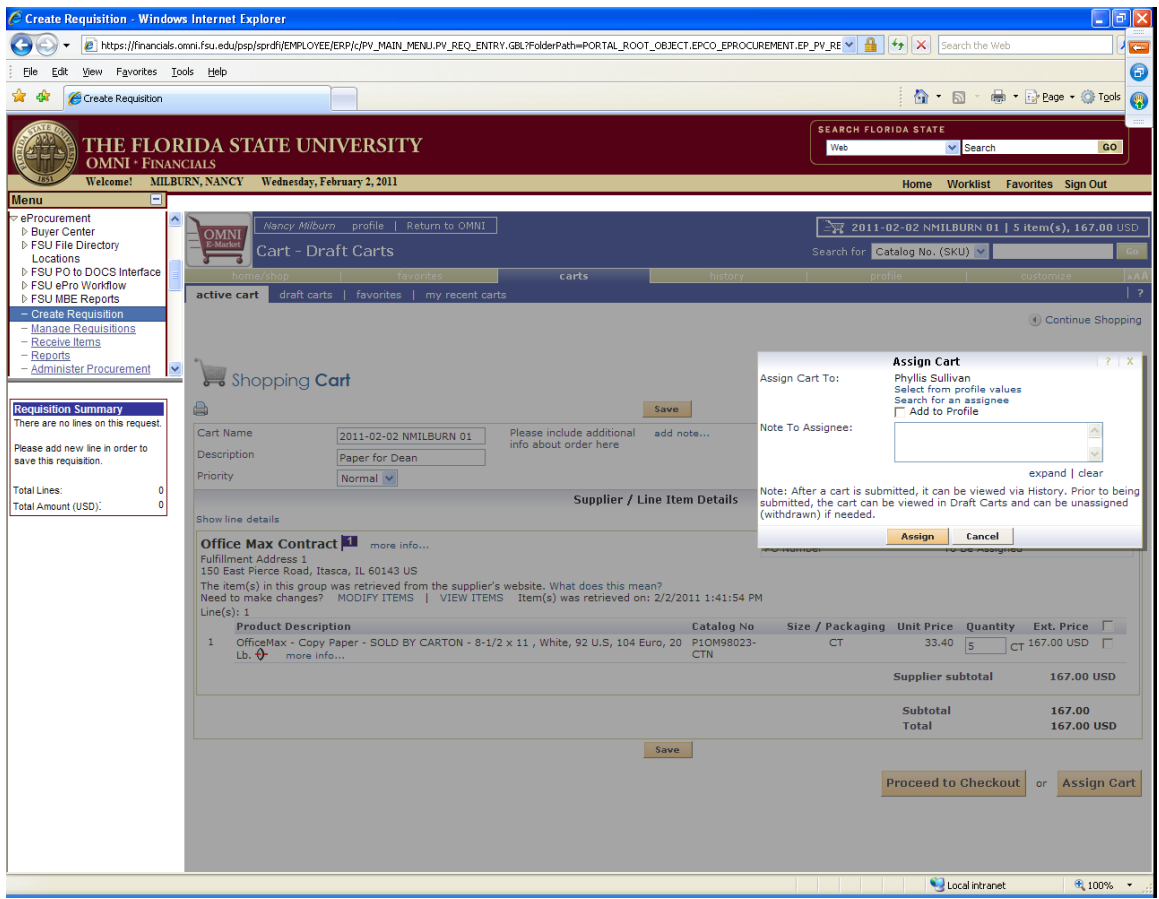 Create Requisition - Windows Internet Explorer
https://financials.omni.fsu.edu/psp/sprdfi/EMPLOYEE/ERP/c/PV_MAIN_MENU.PV_REQ_ENTRY.GBL?FolderPath=PORTAL_ROOT_OBJECT.EPCO_EPROCUREMENT.EP_PV_RE
Search the Web
File Edit View Favorites Tools Help
Create Requisition
Page Tools
THE FLORIDA STATE UNIVERSITY
OMNI • FINANCIALS
SEARCH FLORIDA STATE
Web Search GO
1851
Welcome! MILBURN, NANCY Wednesday, February 2, 2011
Home Worklist Favorites Sign Out
Menu
eProcurement
Buyer Center
FSU File Directory
Locations
FSU PO to DOCS Interface
FSU ePro Workflow
FSU MBE Reports
– Create Requisition
– Manage Requisitions
– Receive Items
– Reports
– Administer Procurement
Requisition Summary
There are no lines on this request.
Please add new line in order to
save this requisition.
Total Lines: 0
Total Amount (USD): 0
OMNI
E-Market
Nancy Milburn profile | Return to OMNI
2011-02-02 NMILBURN 01 | 5 item(s), 167.00 USD
Cart - Draft Carts
Search for Catalog No. (SKU) Go
home/shop | favorites | carts | history | profile | customize AAA
active cart draft carts | favorites | my recent carts | ?
Continue Shopping
Shopping Cart
Save
Cart Name 2011-02-02 NMILBURN 01
Please include additional info about order here
add note...
Description Paper for Dean
Priority Normal
Supplier / Line Item Details
Show line details
Assign Cart ? X
Assign Cart To: Phyllis Sullivan
Select from profile values
Search for an assignee
Add to Profile
Note To Assignee:
expand | clear
Note: After a cart is submitted, it can be viewed via History. Prior to being
submitted, the cart can be viewed in Draft Carts and can be unassigned
(withdrawn) if needed.
Assign Cancel
PO Number To Be Assigned
Office Max Contract 1 more info...
Fulfillment Address 1
150 East Pierce Road, Itasca, IL 60143 US
The item(s) in this group was retrieved from the supplier's website. What does this mean?
Need to make changes? MODIFY ITEMS | VIEW ITEMS Item(s) was retrieved on: 2/2/2011 1:41:54 PM
Line(s): 1
Product Description Catalog No Size / Packaging Unit Price Quantity Ext. Price
1 OfficeMax - Copy Paper - SOLD BY CARTON - 8-1/2 x 11 , White, 92 U.S, 104 Euro, 20 P1OM98023- CT 33.40 5 CT 167.00 USD
Lb. more info... CTN
Supplier subtotal 167.00 USD
Subtotal 167.00
Total 167.00 USD
Save
Proceed to Checkout or Assign Cart
Local intranet 100%